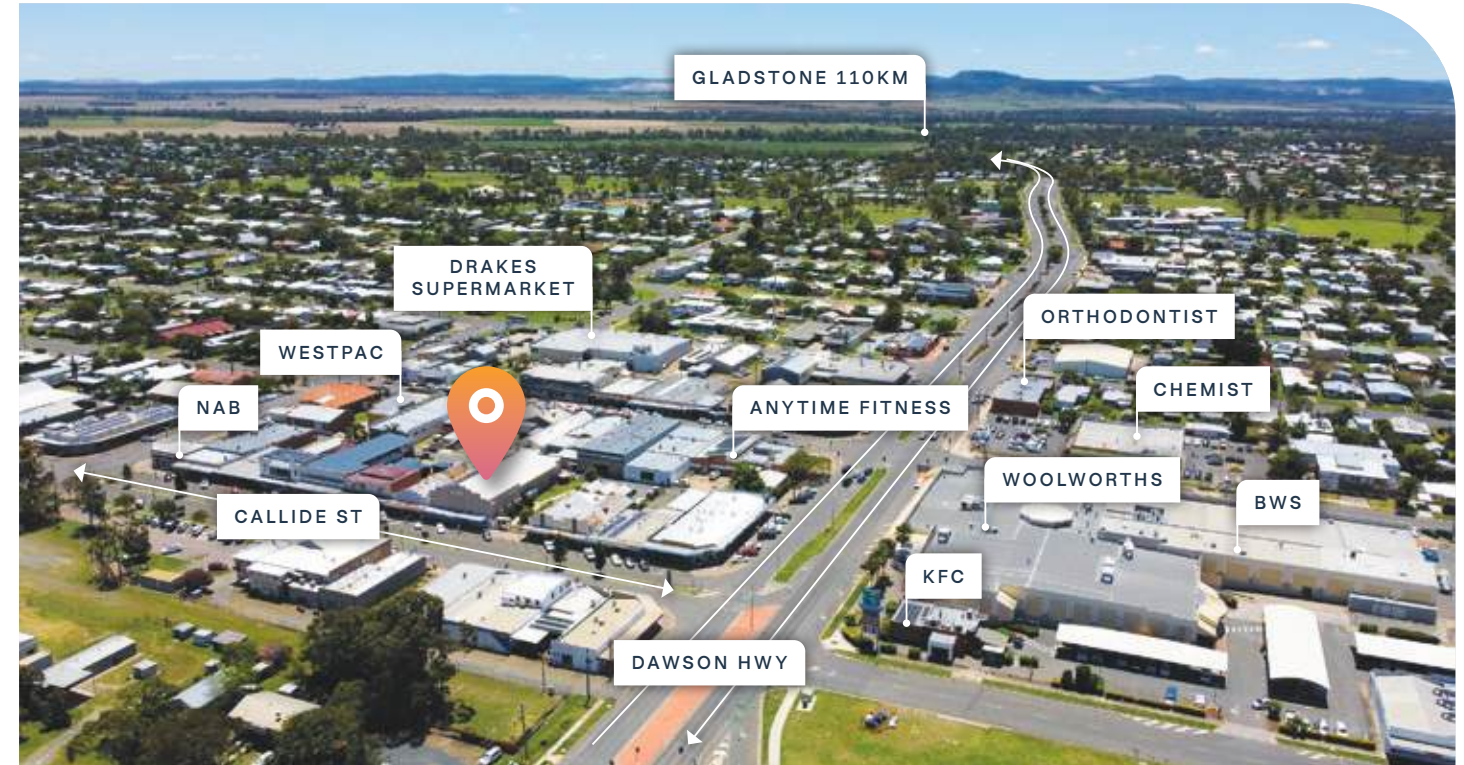 GLADSTONE 110KM
DRAKES
SUPERMARKET
ORTHODONTIST
WESTPAC
CHEMIST
NAB
ANYTIME FITNESS
WOOLWORTHS
BWS
CALLIDE ST
KFC
DAWSON HWY